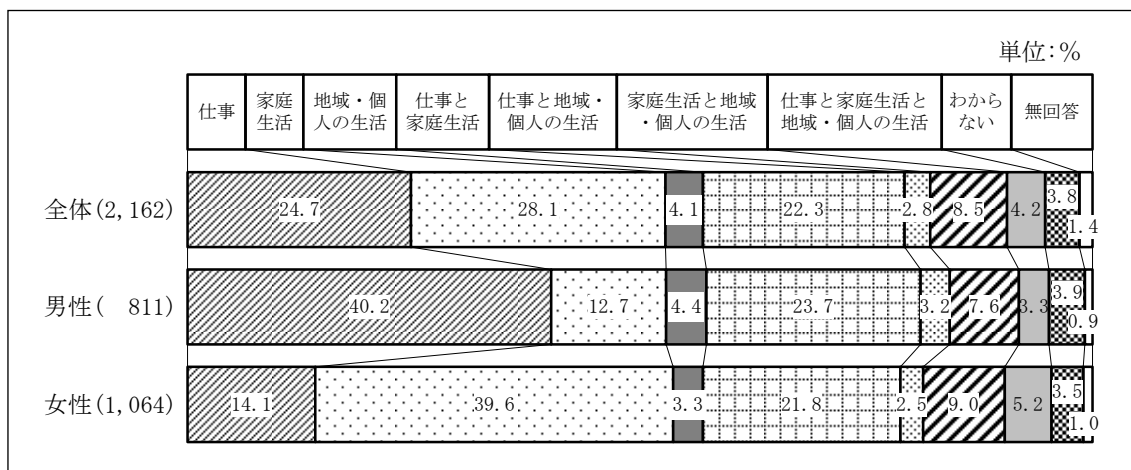 単位:%
仕事
家庭
生活
地域・個
人の生活
仕事と
家庭生活
仕事と地域・
個人の生活
家庭生活と地域
・個人の生活
仕事と家庭生活と
地域・個人の生活
わから
ない
無回答
全体(2,162)
24.7
28.1
4.1
22.3
2.8
8.5
4.2
3.8
1.4
男性( 811)
40.2
12.7
4.4
23.7
3.2
7.6
3.3
3.9
0.9
女性(1,064)
14.1
39.6
3.3
21.8
2.5
9.0
5.2
3.5
1.0